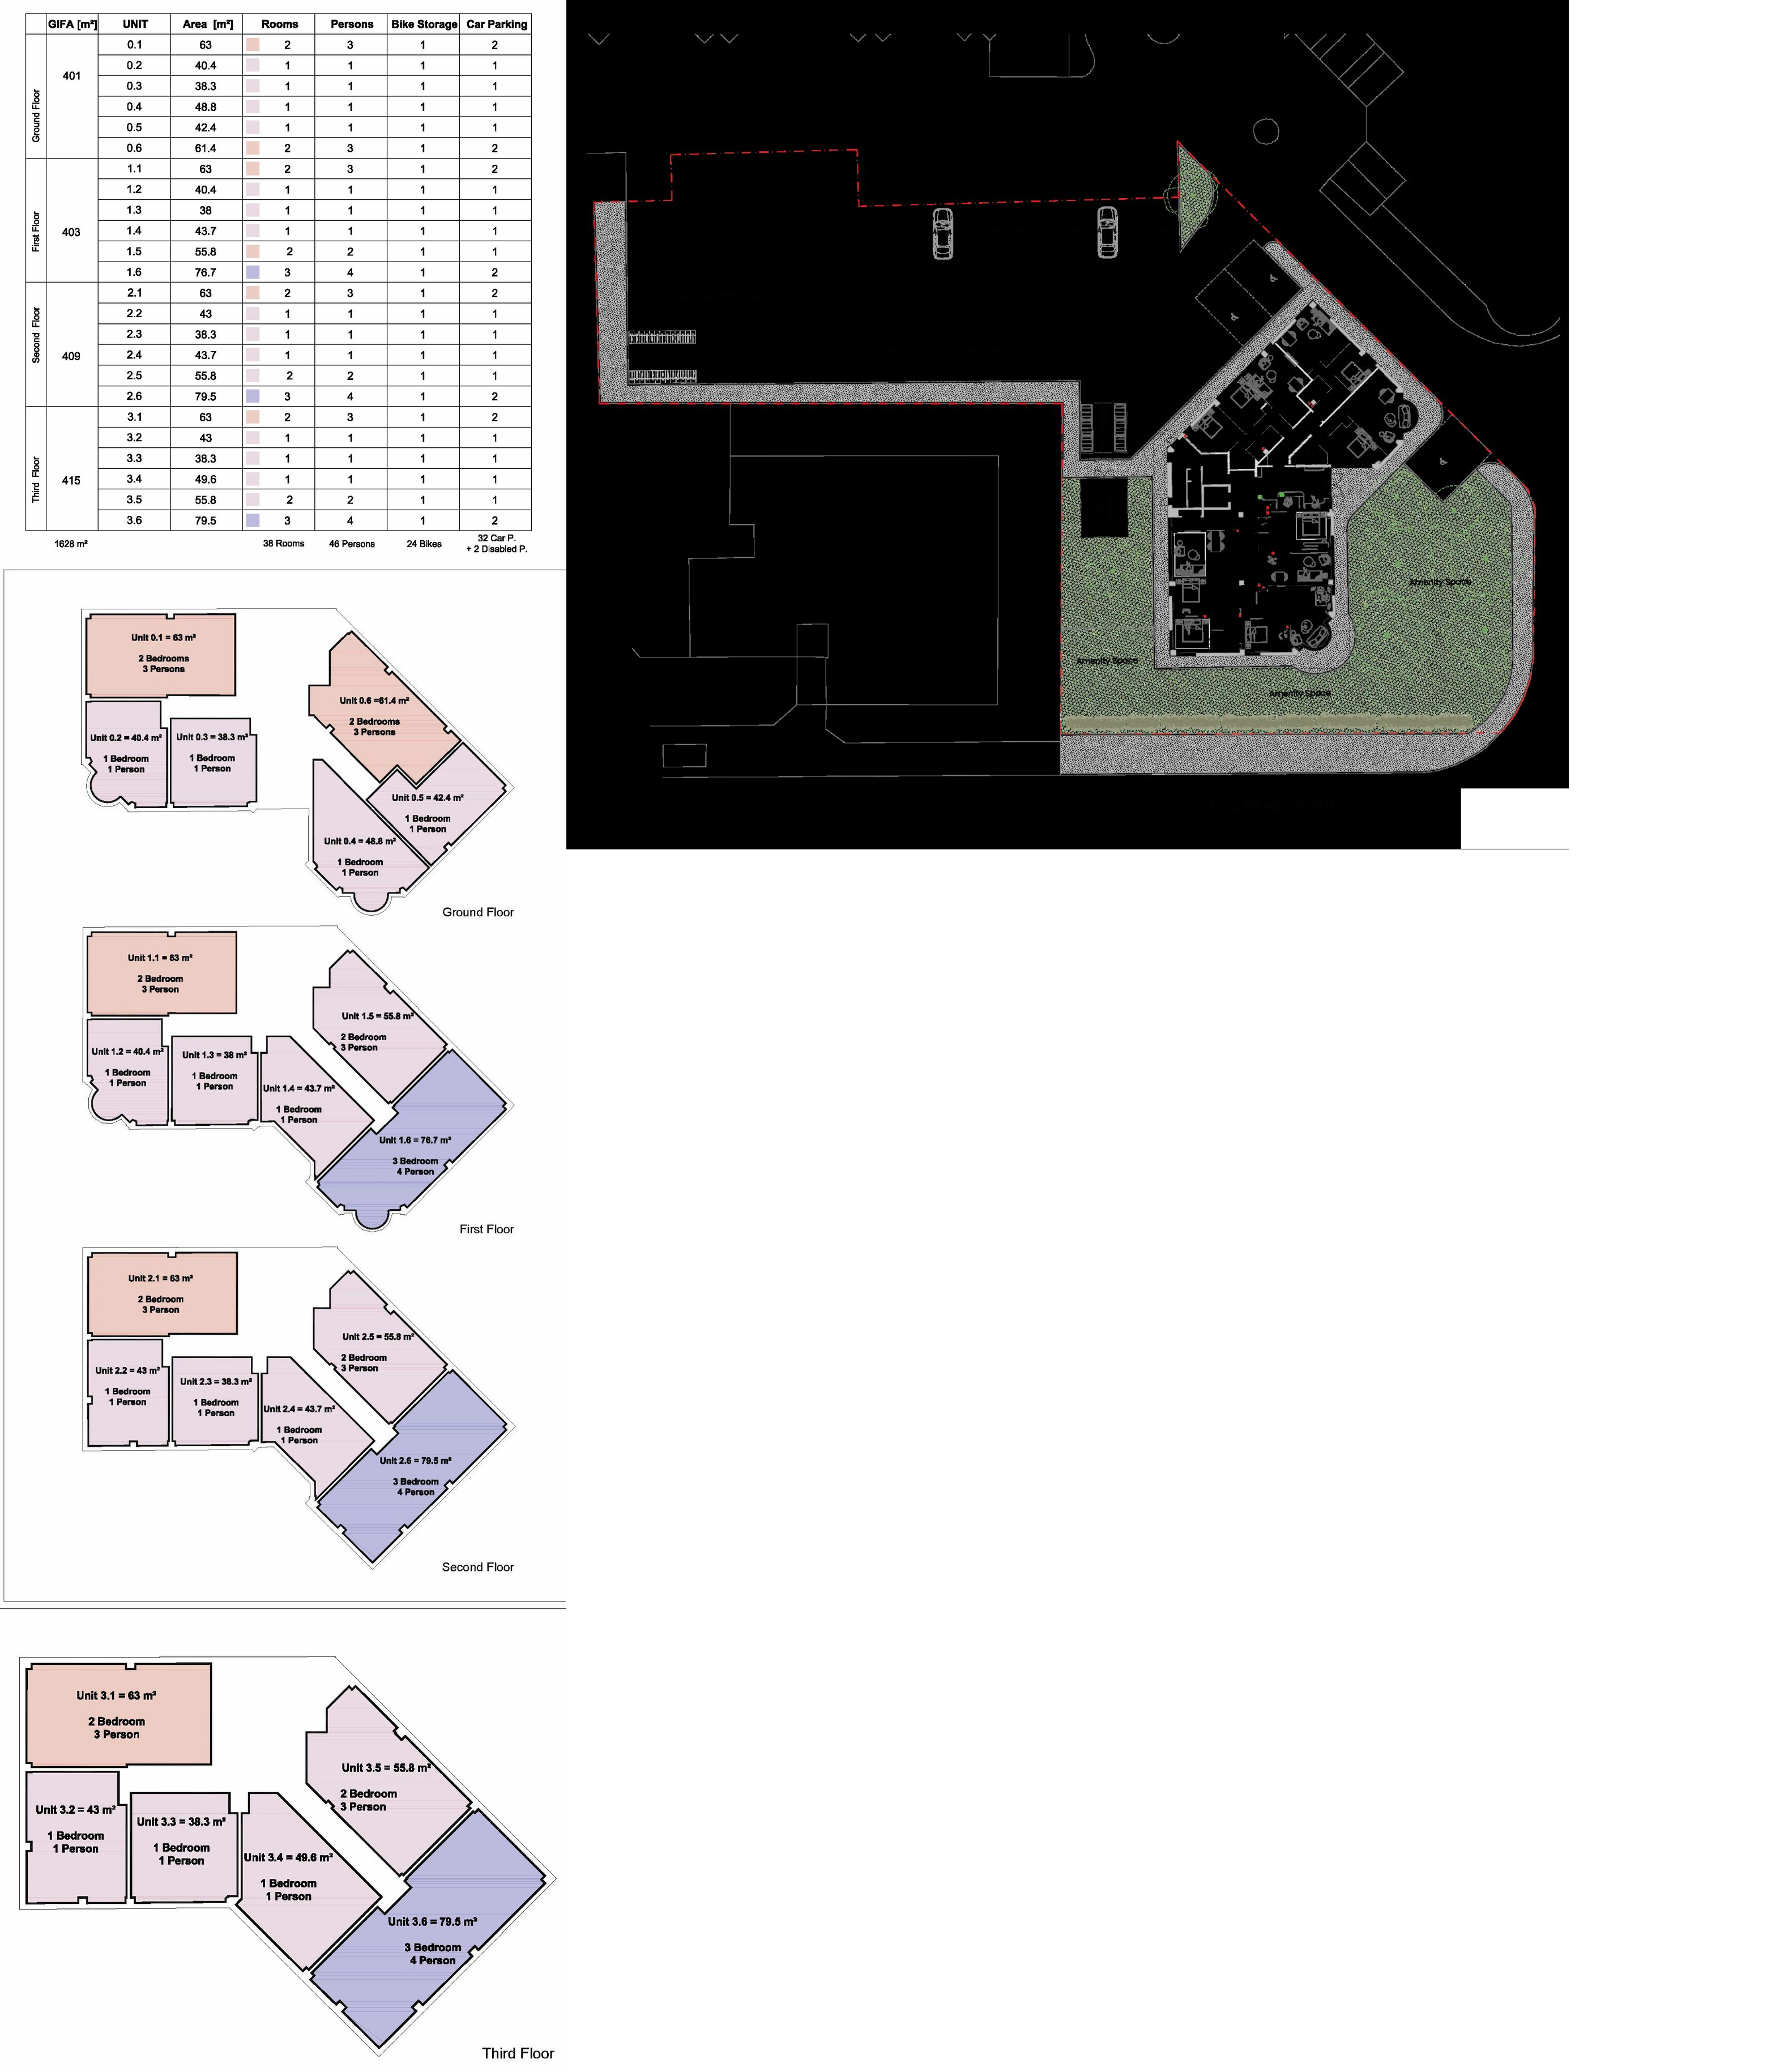 GIFA [m²] UNIT Area [m²] Rooms Persons Bike Storage Car Parking
Ground Floor
401
0.1 63 2 3 1 2
0.2 40.4 1 1 1 1
0.3 38.3 1 1 1 1
0.4 48.8 1 1 1 1
0.5 42.4 1 1 1 1
0.6 61.4 2 3 1 2
First Floor
403
1.1 63 2 3 1 2
1.2 40.4 1 1 1 1
1.3 38 1 1 1 1
1.4 43.7 1 1 1 1
1.5 55.8 2 2 1 1
1.6 76.7 3 4 1 2
Second Floor
409
2.1 63 2 3 1 2
2.2 43 1 1 1 1
2.3 38.3 1 1 1 1
2.4 43.7 1 1 1 1
2.5 55.8 2 2 1 1
2.6 79.5 3 4 1 2
Third Floor
415
3.1 63 2 3 1 2
3.2 43 1 1 1 1
3.3 38.3 1 1 1 1
3.4 49.6 1 1 1 1
3.5 55.8 2 2 1 1
3.6 79.5 3 4 1 2
1628 m² 38 Rooms 46 Persons 24 Bikes 32 Car P.
+ 2 Disabled P.
Amenity Space
Amenity Space
Amenity Space
Unit 0.1 = 63 m²
2 Bedrooms
3 Persons
Unit 0.2 = 40.4 m²
1 Bedroom
1 Person
Unit 0.3 = 38.3 m²
1 Bedroom
1 Person
Unit 0.6 =61.4 m²
2 Bedrooms
3 Persons
Unit 0.5 = 42.4 m²
1 Bedroom
1 Person
Unit 0.4 = 48.8 m²
1 Bedroom
1 Person
Ground Floor
Unit 1.1 = 63 m²
2 Bedroom
3 Person
Unit 1.2 = 40.4 m²
1 Bedroom
1 Person
Unit 1.3 = 38 m²
1 Bedroom
1 Person
Unit 1.4 = 43.7 m²
1 Bedroom
1 Person
Unit 1.5 = 55.8 m²
2 Bedroom
3 Person
Unit 1.6 = 76.7 m²
3 Bedroom
4 Person
First Floor
Unit 2.1 = 63 m²
2 Bedroom
3 Person
Unit 2.2 = 43 m²
1 Bedroom
1 Person
Unit 2.3 = 38.3 m²
1 Bedroom
1 Person
Unit 2.4 = 43.7 m²
1 Bedroom
1 Person
Unit 2.5 = 55.8 m²
2 Bedroom
3 Person
Unit 2.6 = 79.5 m²
3 Bedroom
4 Person
Second Floor
Unit 3.1 = 63 m²
2 Bedroom
3 Person
Unit 3.2 = 43 m²
1 Bedroom
1 Person
Unit 3.3 = 38.3 m²
1 Bedroom
1 Person
Unit 3.4 = 49.6 m²
1 Bedroom
1 Person
Unit 3.5 = 55.8 m²
2 Bedroom
3 Person
Unit 3.6 = 79.5 m²
3 Bedroom
4 Person
Third Floor